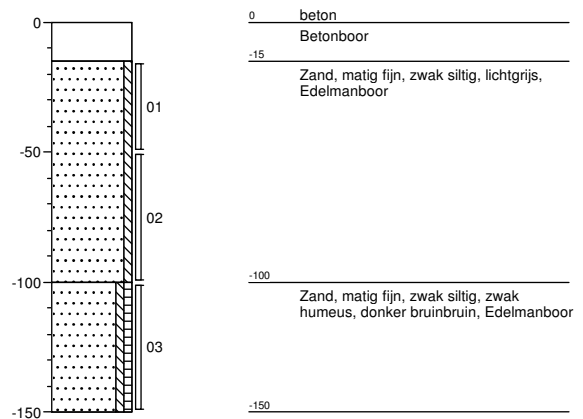 0
0 beton
Betonboor
-15
Zand, matig fijn, zwak siltig, lichtgrijs,
Edelmanboor
01
-50
02
-100
-100
Zand, matig fijn, zwak siltig, zwak
humeus, donker bruinbruin, Edelmanboor
03
-150
-150